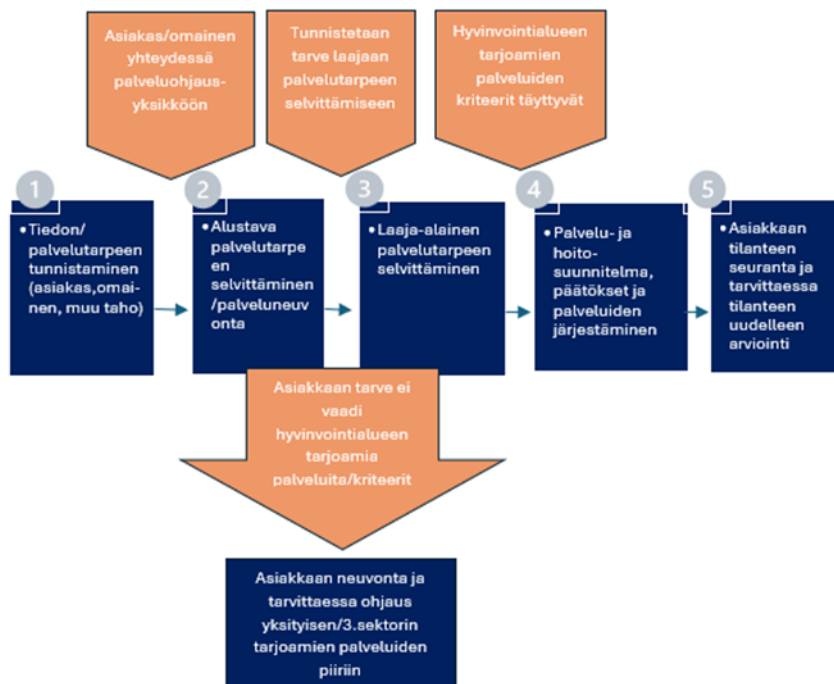 Asiakas/omainen
yhteydessä
palveluohjaus-
yksikköön
Tunnistetaan
tarve laajaan
palvelutarpeen
selvittämiseen
Hyvinvointialueen
tarjoamien
palveluiden
kriteerit täyttyvät
1
•Tiedon/
palvelutarpeen
tunnistaminen
(asiakas,omai-
nen, muu taho)
2
•Alustava
palvelutarpe
en
selvittäminen
/palveluneuv
onta
3
•Laaja-alainen
palvelutarpeen
selvittäminen
4
•Palvelu- ja
hoito-
suunnitelma,
päätökset ja
palveluiden
järjestäminen
5
•Asiakkaan
tilanteen
seuranta ja
tarvittaessa
tilanteen
uudelleen
arviointi
Asiakkaan tarve ei
vaadi
hyvinvointialueen
tarjoamia
palveluita/kriteerit
Asiakkaan neuvonta ja
tarvittaessa ohjaus
yksityisen/3.sektorin
tarjoamien palveluiden
piiriin